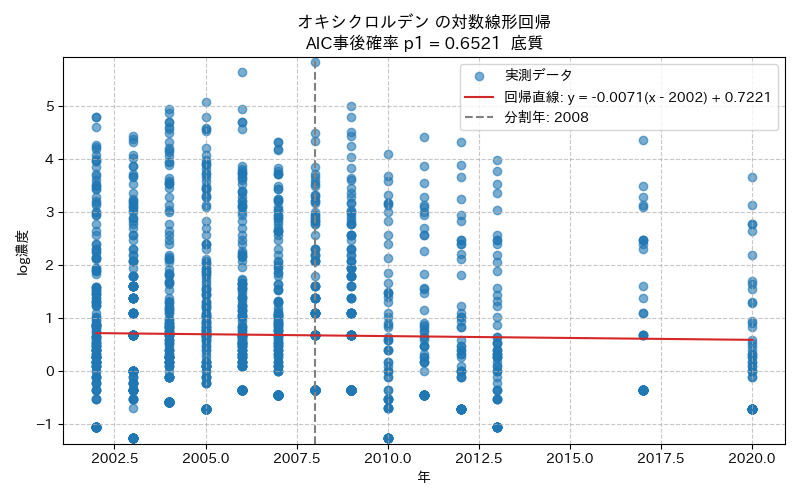 オキシクロルデン の対数線形回帰
AIC事後確率 p1 = 0.6521 底質
実測データ
回帰直線: y = -0.0071(x - 2002) + 0.7221
分割年: 2008
log濃度
5
4
3
2
1
0
−1
2002.5 2005.0 2007.5 2010.0 2012.5 2015.0 2017.5 2020.0
年